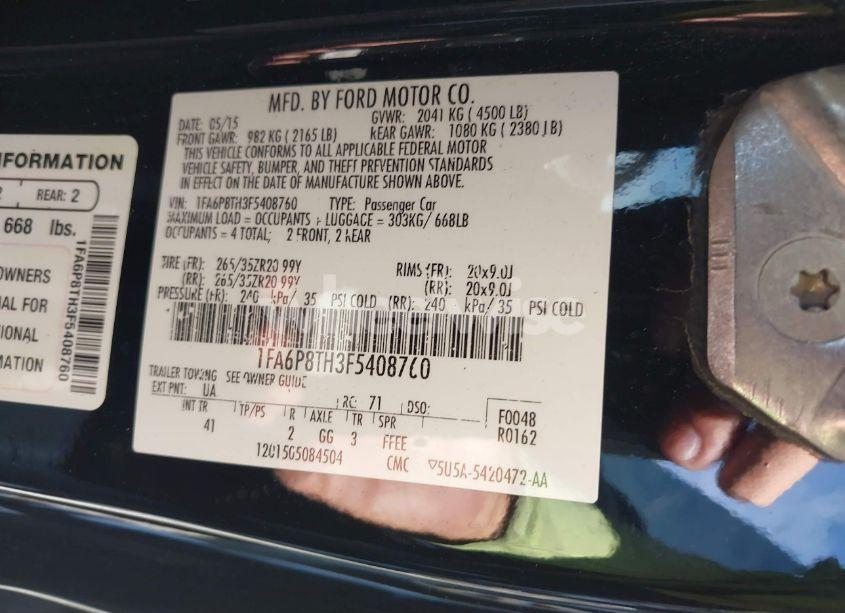 MFD. BY FORD MOTOR CO.
DATE: 05/15 GVWR: 2041 KG ( 4500 LB)
FRONT GAWR: 982 KG ( 2165 LB) REAR GAWR: 1080 KG ( 2380 LB)
THIS VEHICLE CONFORMS TO ALL APPLICABLE FEDERAL MOTOR
VEHICLE SAFETY, BUMPER, AND THEFT PREVENTION STANDARDS
IN EFFECT ON THE DATE OF MANUFACTURE SHOWN ABOVE.
VIN: 1FA6P8TH3F5408760 TYPE: Passenger Car
MAXIMUM LOAD = OCCUPANTS + LUGGAGE = 303KG/ 668LB
OCCUPANTS = 4 TOTAL; 2 FRONT, 2 REAR
TIRE (FR): 265/35ZR20 99Y RIMS (FR): 20x9.0J
(RR): 265/35ZR20 99Y (RR): 20x9.0J
PRESSURE (FR): 240 kPa/ 35 PSI COLD (RR): 240 kPa/ 35 PSI COLD
1FA6P8TH3F5408760
TRAILER TOWING SEE OWNER GUIDE
EXT PNT: UA RC: 71 DSO:
INT TR TP/PS R AXLE TR SPR F0048
41 2 GG 3 FFEE R0162
1201505084504 CMC ▽5U5A-5420472-AA
INFORMATION
2 REAR: 2
668 lbs.
OWNERS
UAL FOR
TIONAL
MATION
1FA6P8TH3F5408760